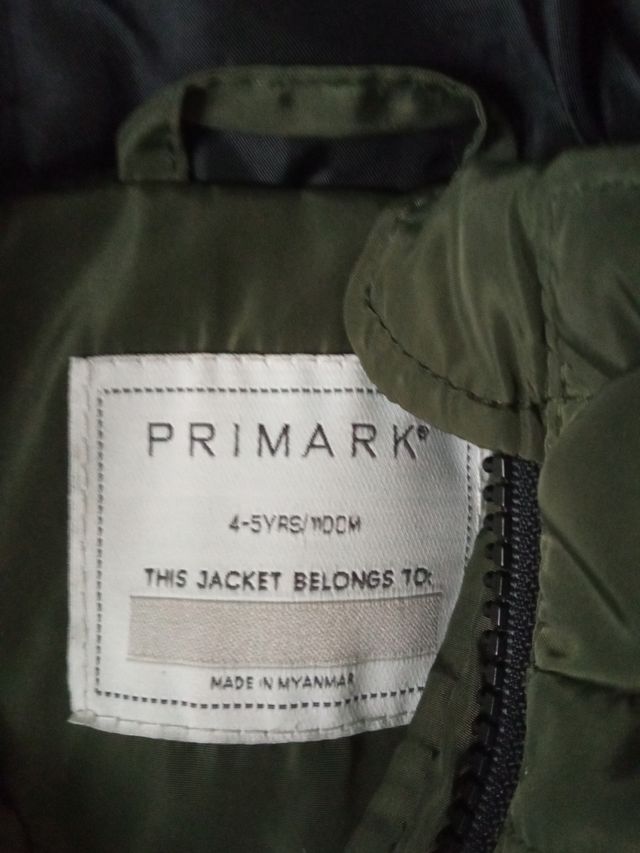 PRIMARK®
4-5YRS/110CM
THIS JACKET BELONGS TO:
MADE IN MYANMAR